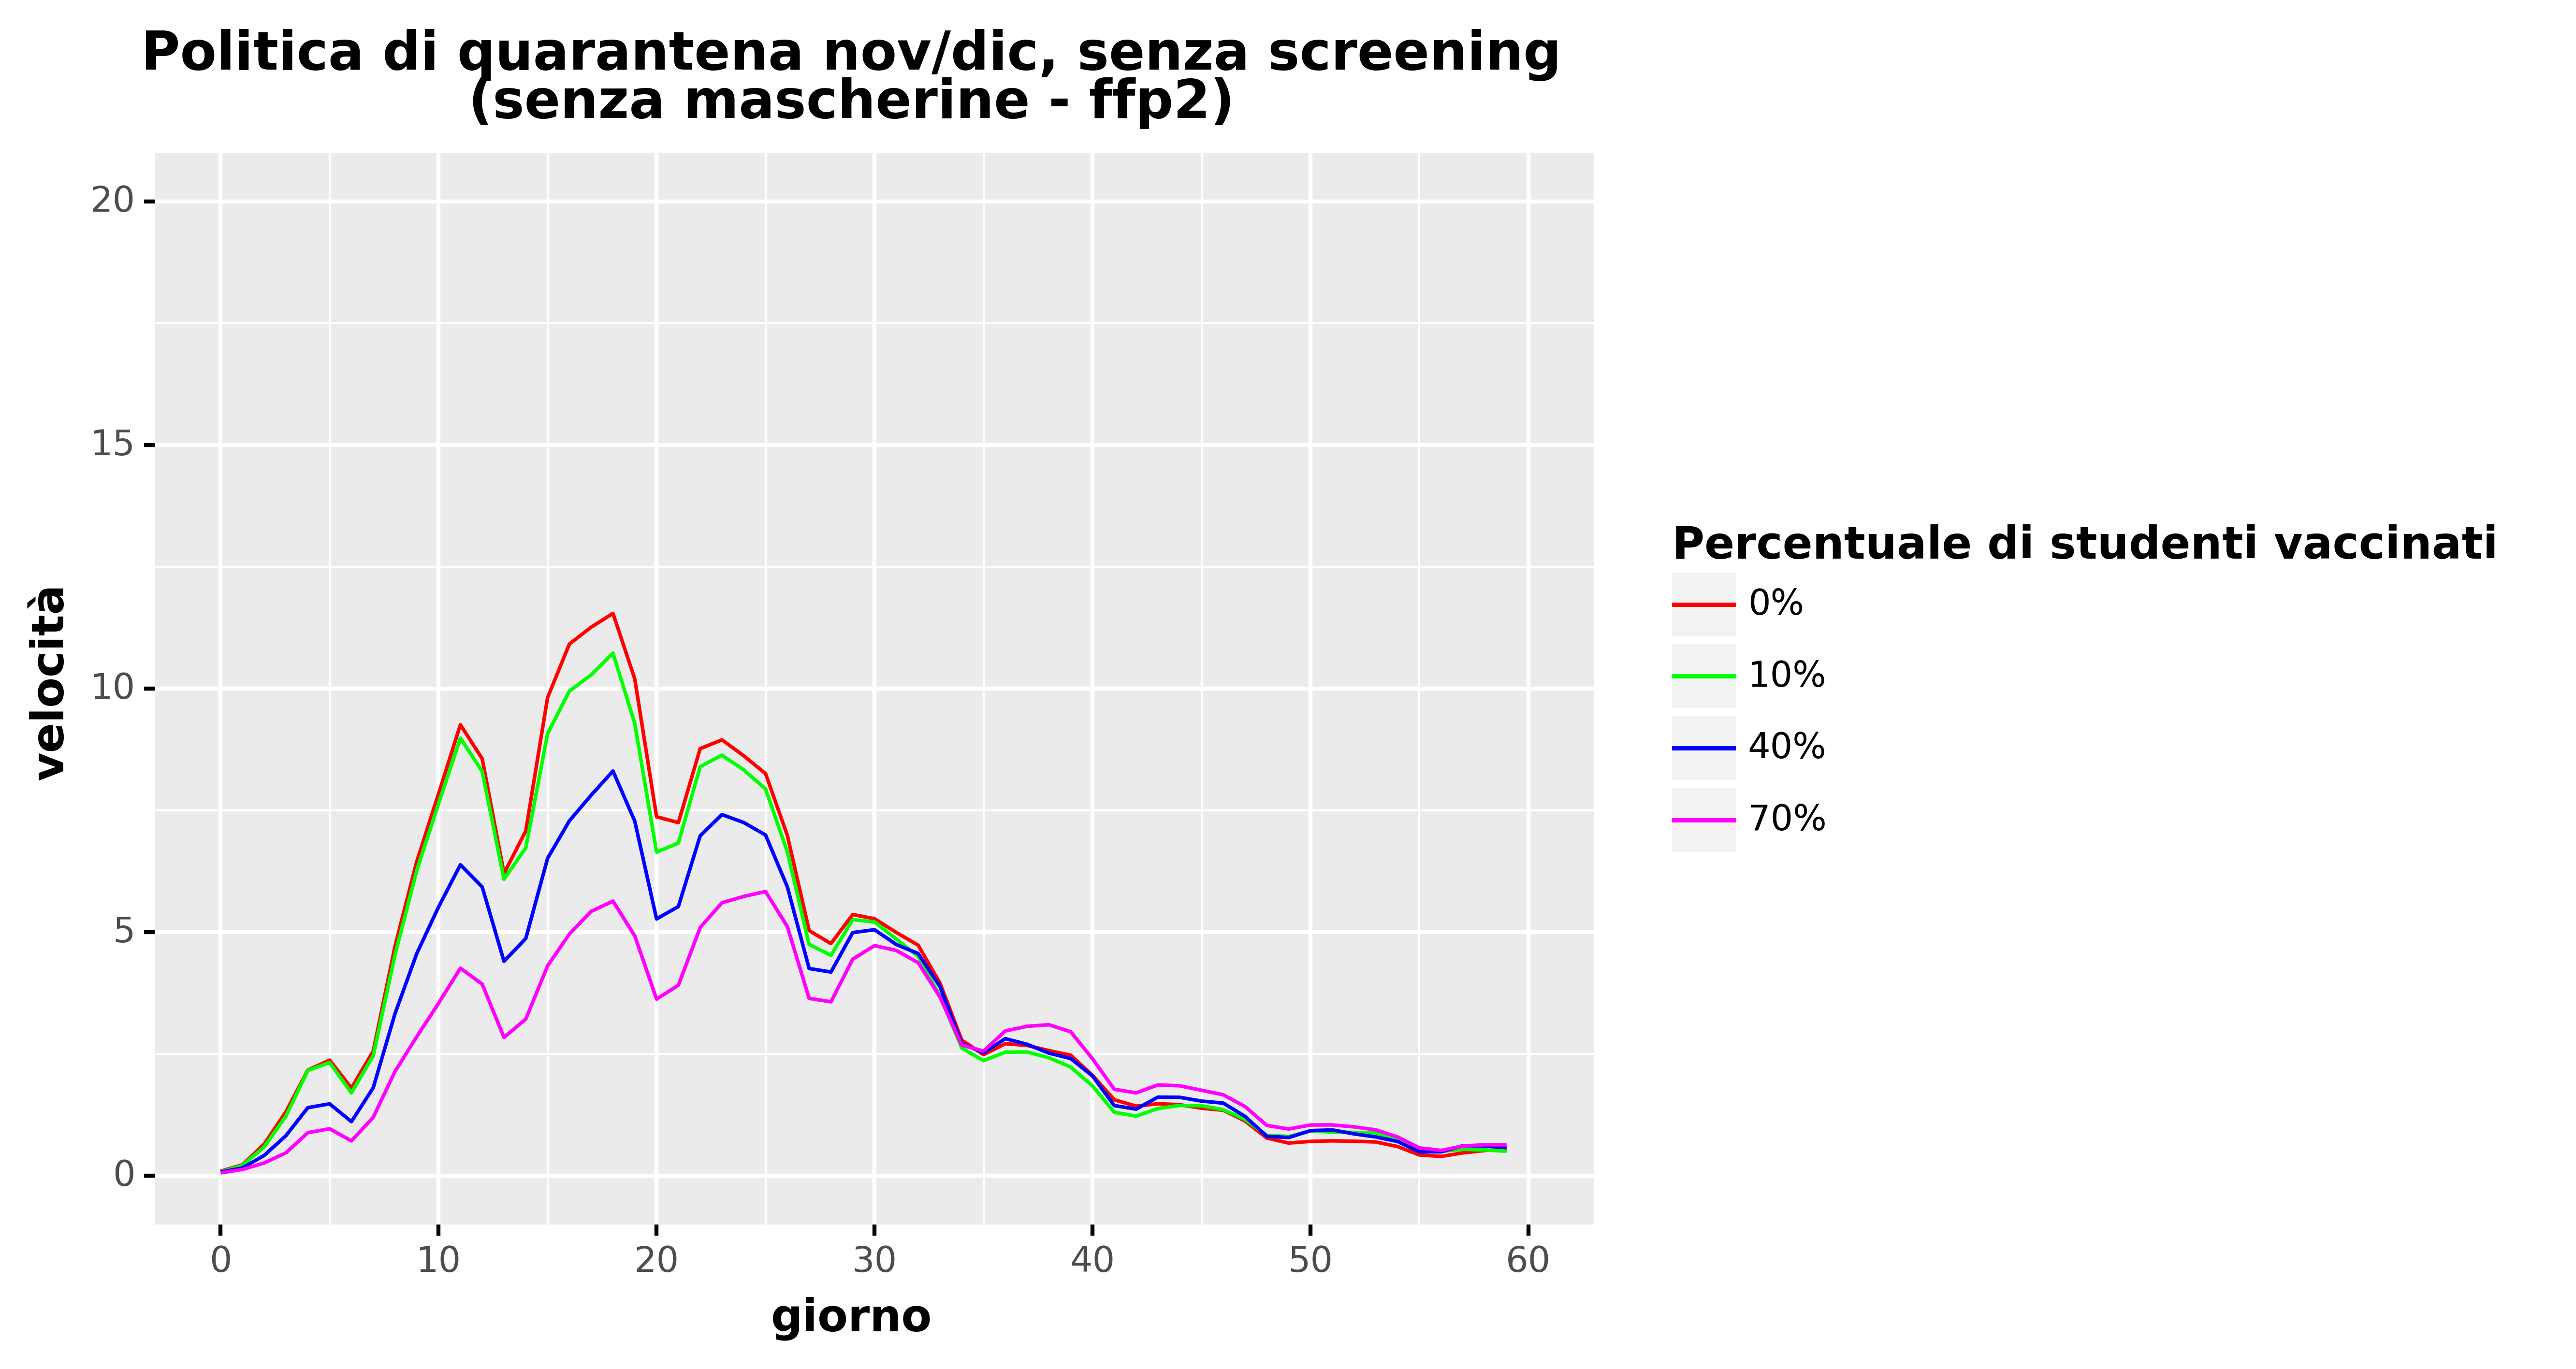 Politica di quarantena nov/dic, senza screening
(senza mascherine - ffp2)
20
15
10
5
0
velocità
0 10 20 30 40 50 60
giorno
Percentuale di studenti vaccinati
0%
10%
40%
70%